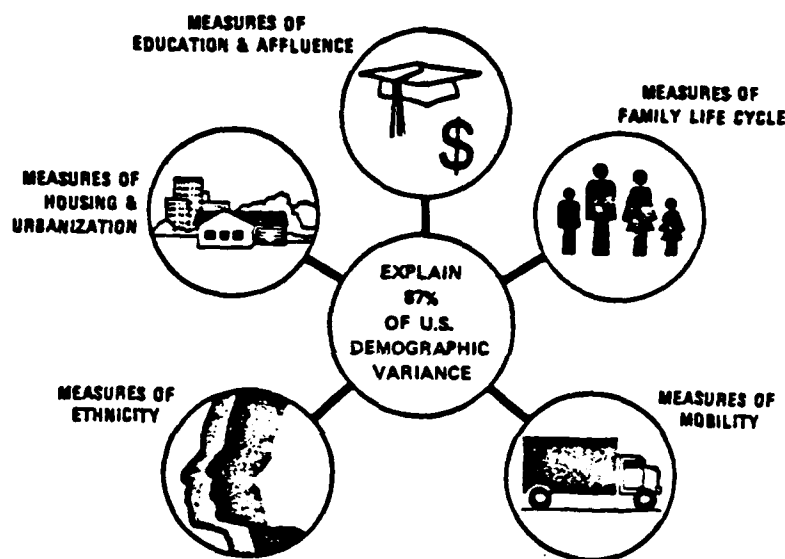 MEASURES OF
EDUCATION & AFFLUENCE
$
MEASURES OF
FAMILY LIFE CYCLE
MEASURES OF
HOUSING &
URBANIZATION
EXPLAIN
87%
OF U.S.
DEMOGRAPHIC
VARIANCE
MEASURES OF
ETHNICITY
MEASURES OF
MOBILITY